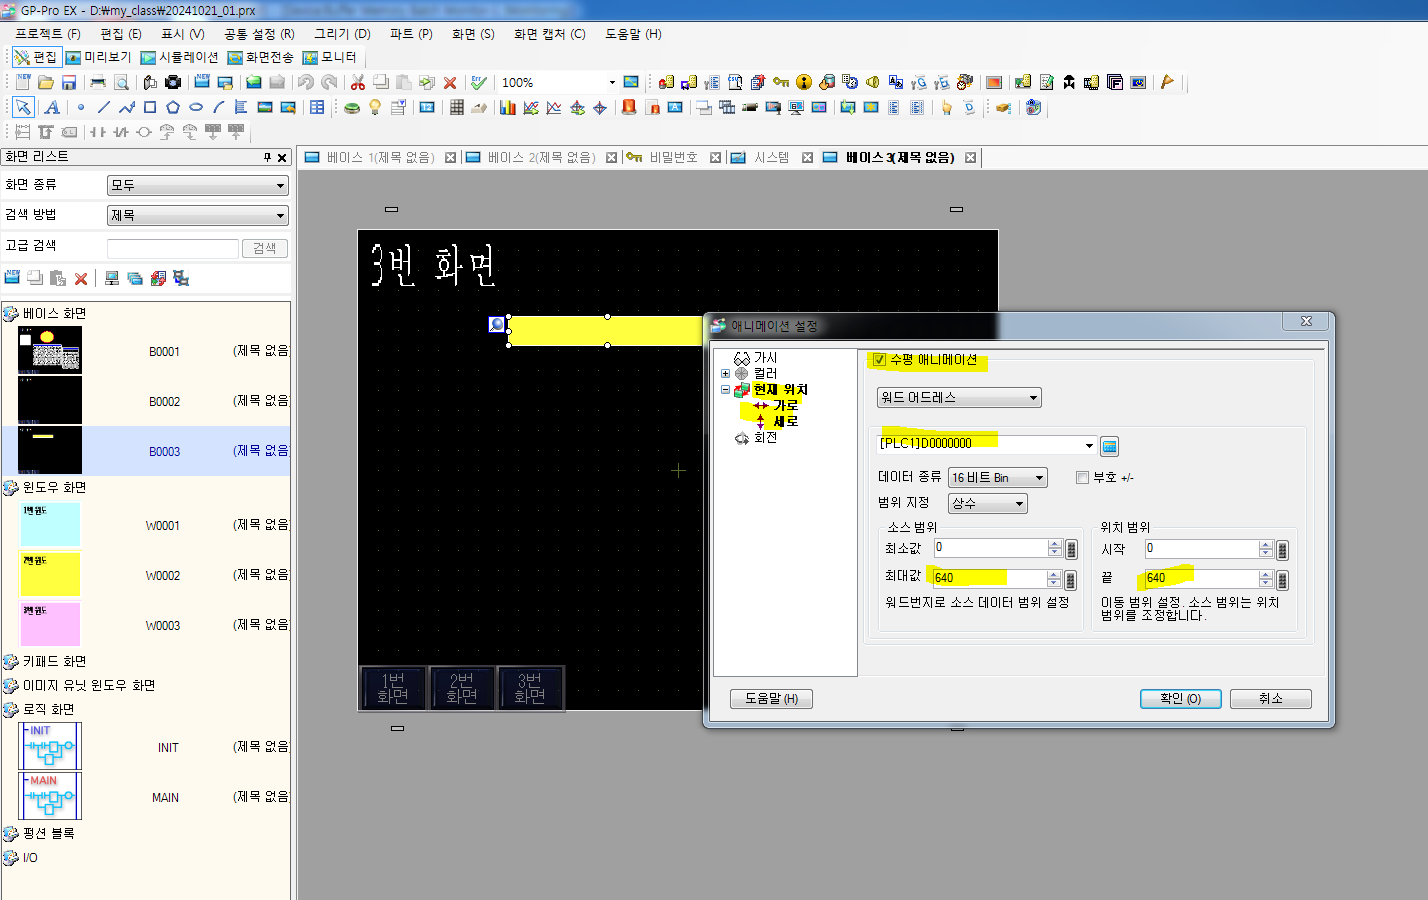 GP-Pro EX - D:₩my_class₩20241021_01.prx
프로젝트 (F) 편집 (E) 표시 (V) 공통 설정 (R) 그리기 (D) 파트 (P) 화면 (S) 화면 캡처 (C) 도움말 (H)
편집 미리보기 시뮬레이션 화면전송 모니터
100%
화면 리스트
베이스 1(제목 없음) 베이스 2(제목 없음) 비밀번호 시스템 베이스 3(제목 없음)
화면 종류 모두
검색 방법 제목
고급 검색 검색
베이스 화면
B0001 (제목 없음
B0002 (제목 없음
B0003 (제목 없음
윈도우 화면
1번 윈도
W0001 (제목 없음
2번 윈도
W0002 (제목 없음
3번 윈도
W0003 (제목 없음
키패드 화면
이미지 유닛 윈도우 화면
로직 화면
INIT
INIT (제목 없음
MAIN
MAIN (제목 없음
펑션 블록
I/O
3번 화면
1번 화면
2번 화면
3번 화면
애니메이션 설정
가시
컬러
현재 위치
가로
세로
회전
수평 애니메이션
워드 어드레스
[PLC1]D0000000
데이터 종류 16 비트 Bin 부호 +/-
범위 지정 상수
소스 범위
최소값 0
최대값 640
워드번지로 소스 데이터 범위 설정
위치 범위
시작 0
끝 640
이동 범위 설정. 소스 범위는 위치
범위를 조정합니다.
도움말 (H) 확인 (O) 취소